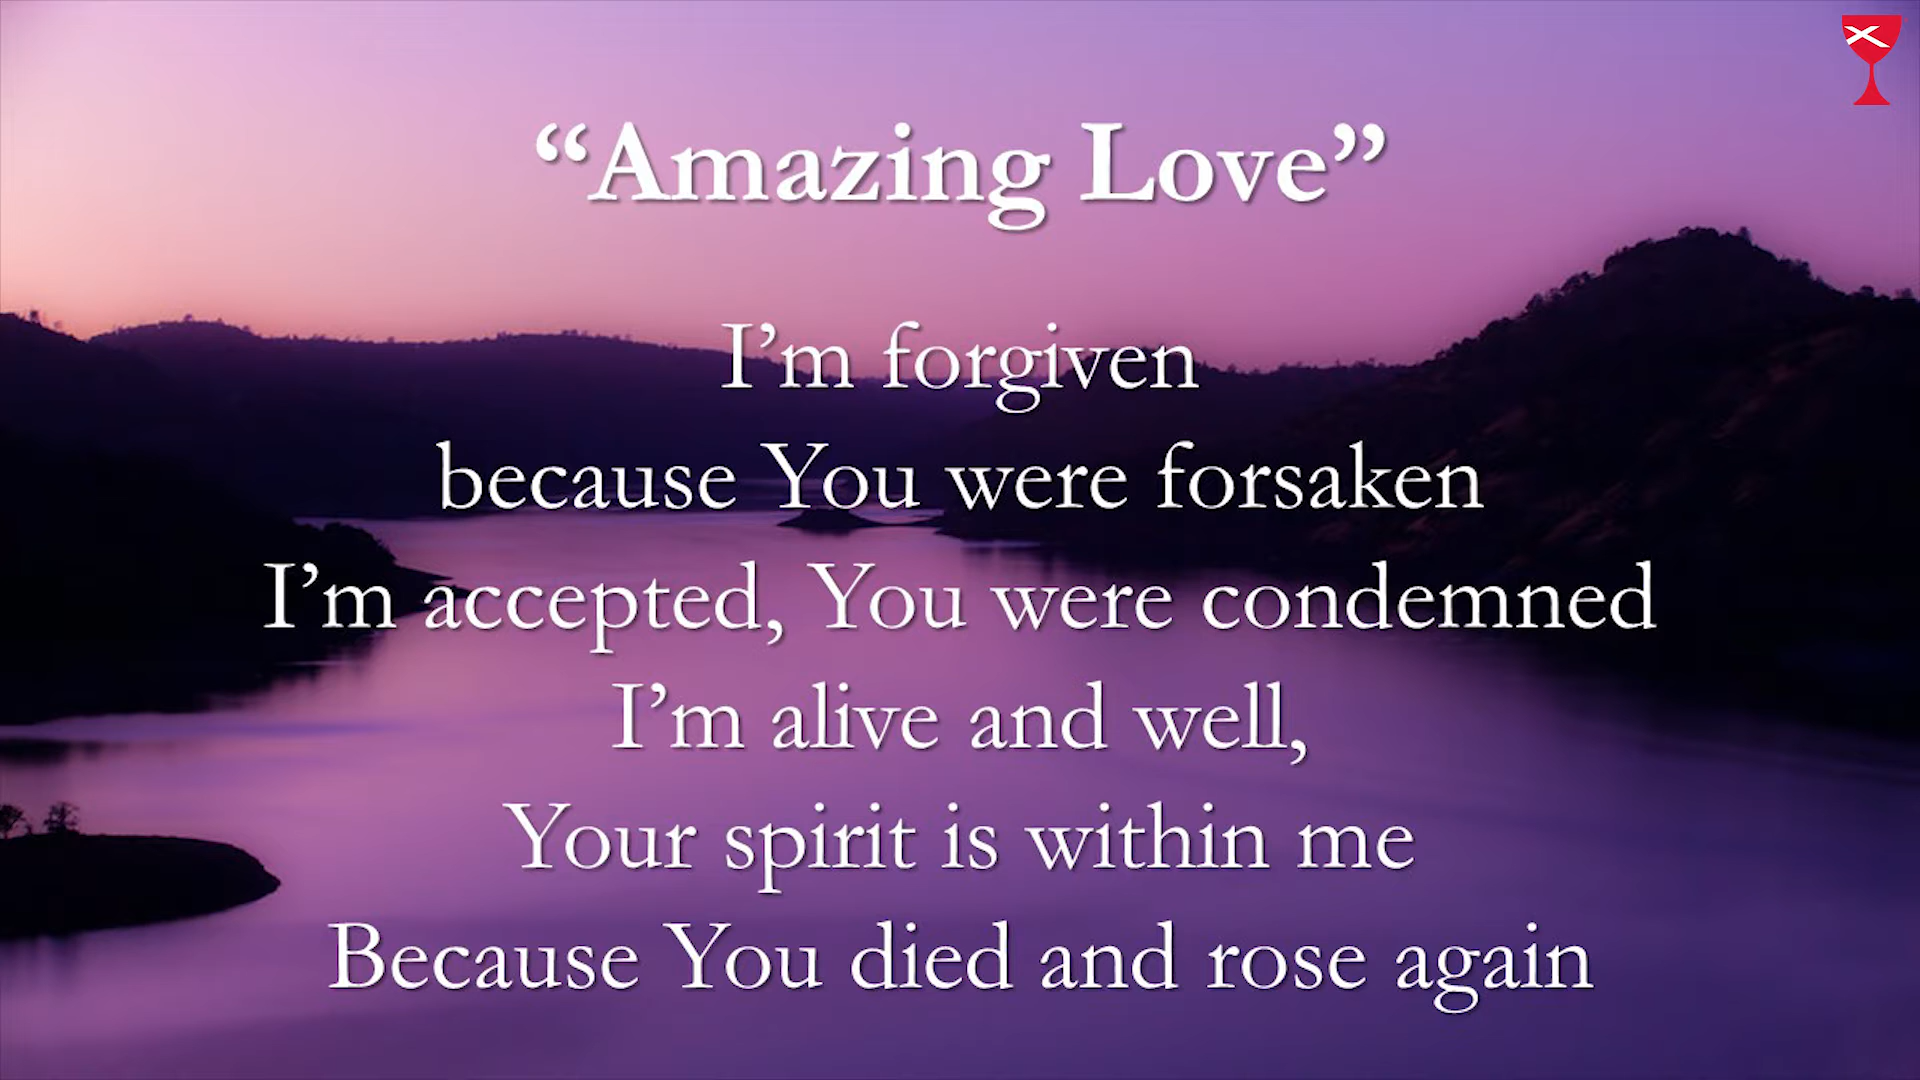 “Amazing Love”
I’m forgiven
because You were forsaken
I’m accepted, You were condemned
I’m alive and well,
Your spirit is within me
Because You died and rose again